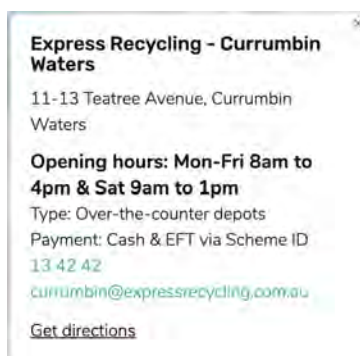 Express Recycling - Currumbin
Waters
11-13 Teatree Avenue, Currumbin
Waters
Opening hours: Mon-Fri 8am to
4pm & Sat 9am to 1pm
Type: Over-the-counter depots
Payment: Cash & EFT via Scheme ID
13 42 42
currumbin@expressrecycling.com.au
Get directions